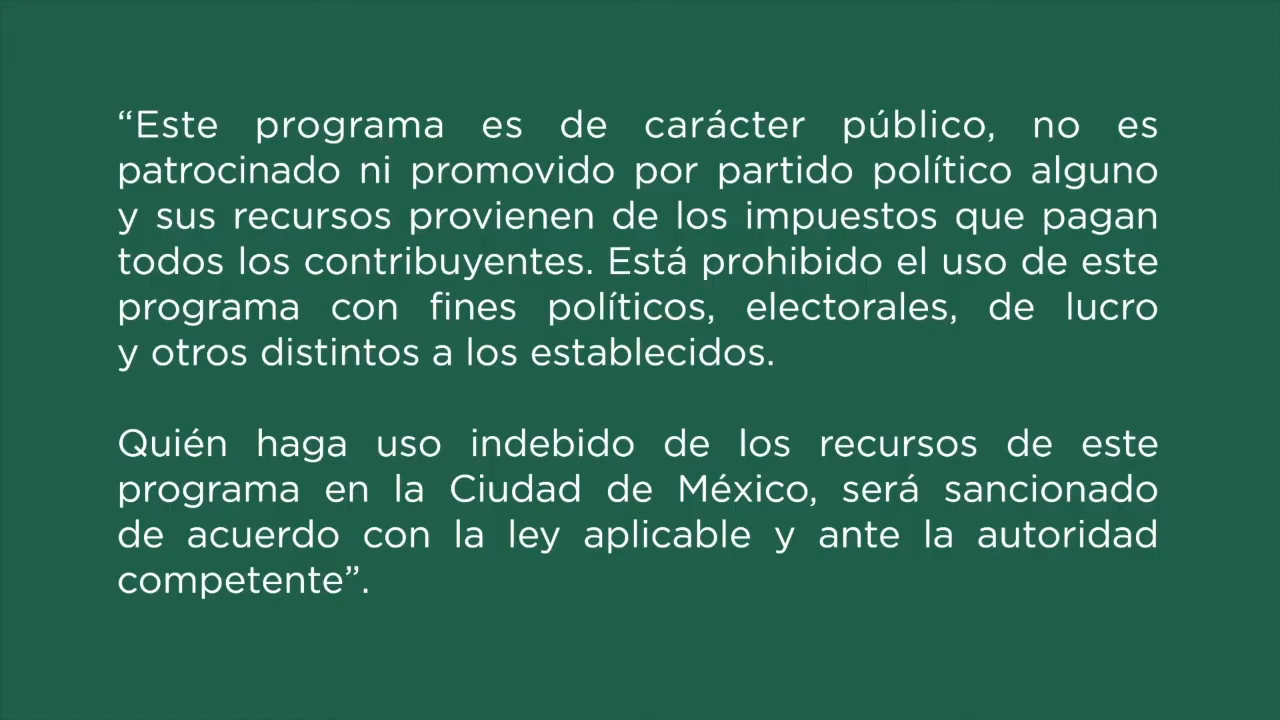 “Este programa es de carácter público, no es
patrocinado ni promovido por partido político alguno
y sus recursos provienen de los impuestos que pagan
todos los contribuyentes. Está prohibido el uso de este
programa con fines políticos, electorales, de lucro
y otros distintos a los establecidos.
Quién haga uso indebido de los recursos de este
programa en la Ciudad de México, será sancionado
de acuerdo con la ley aplicable y ante la autoridad
competente”.